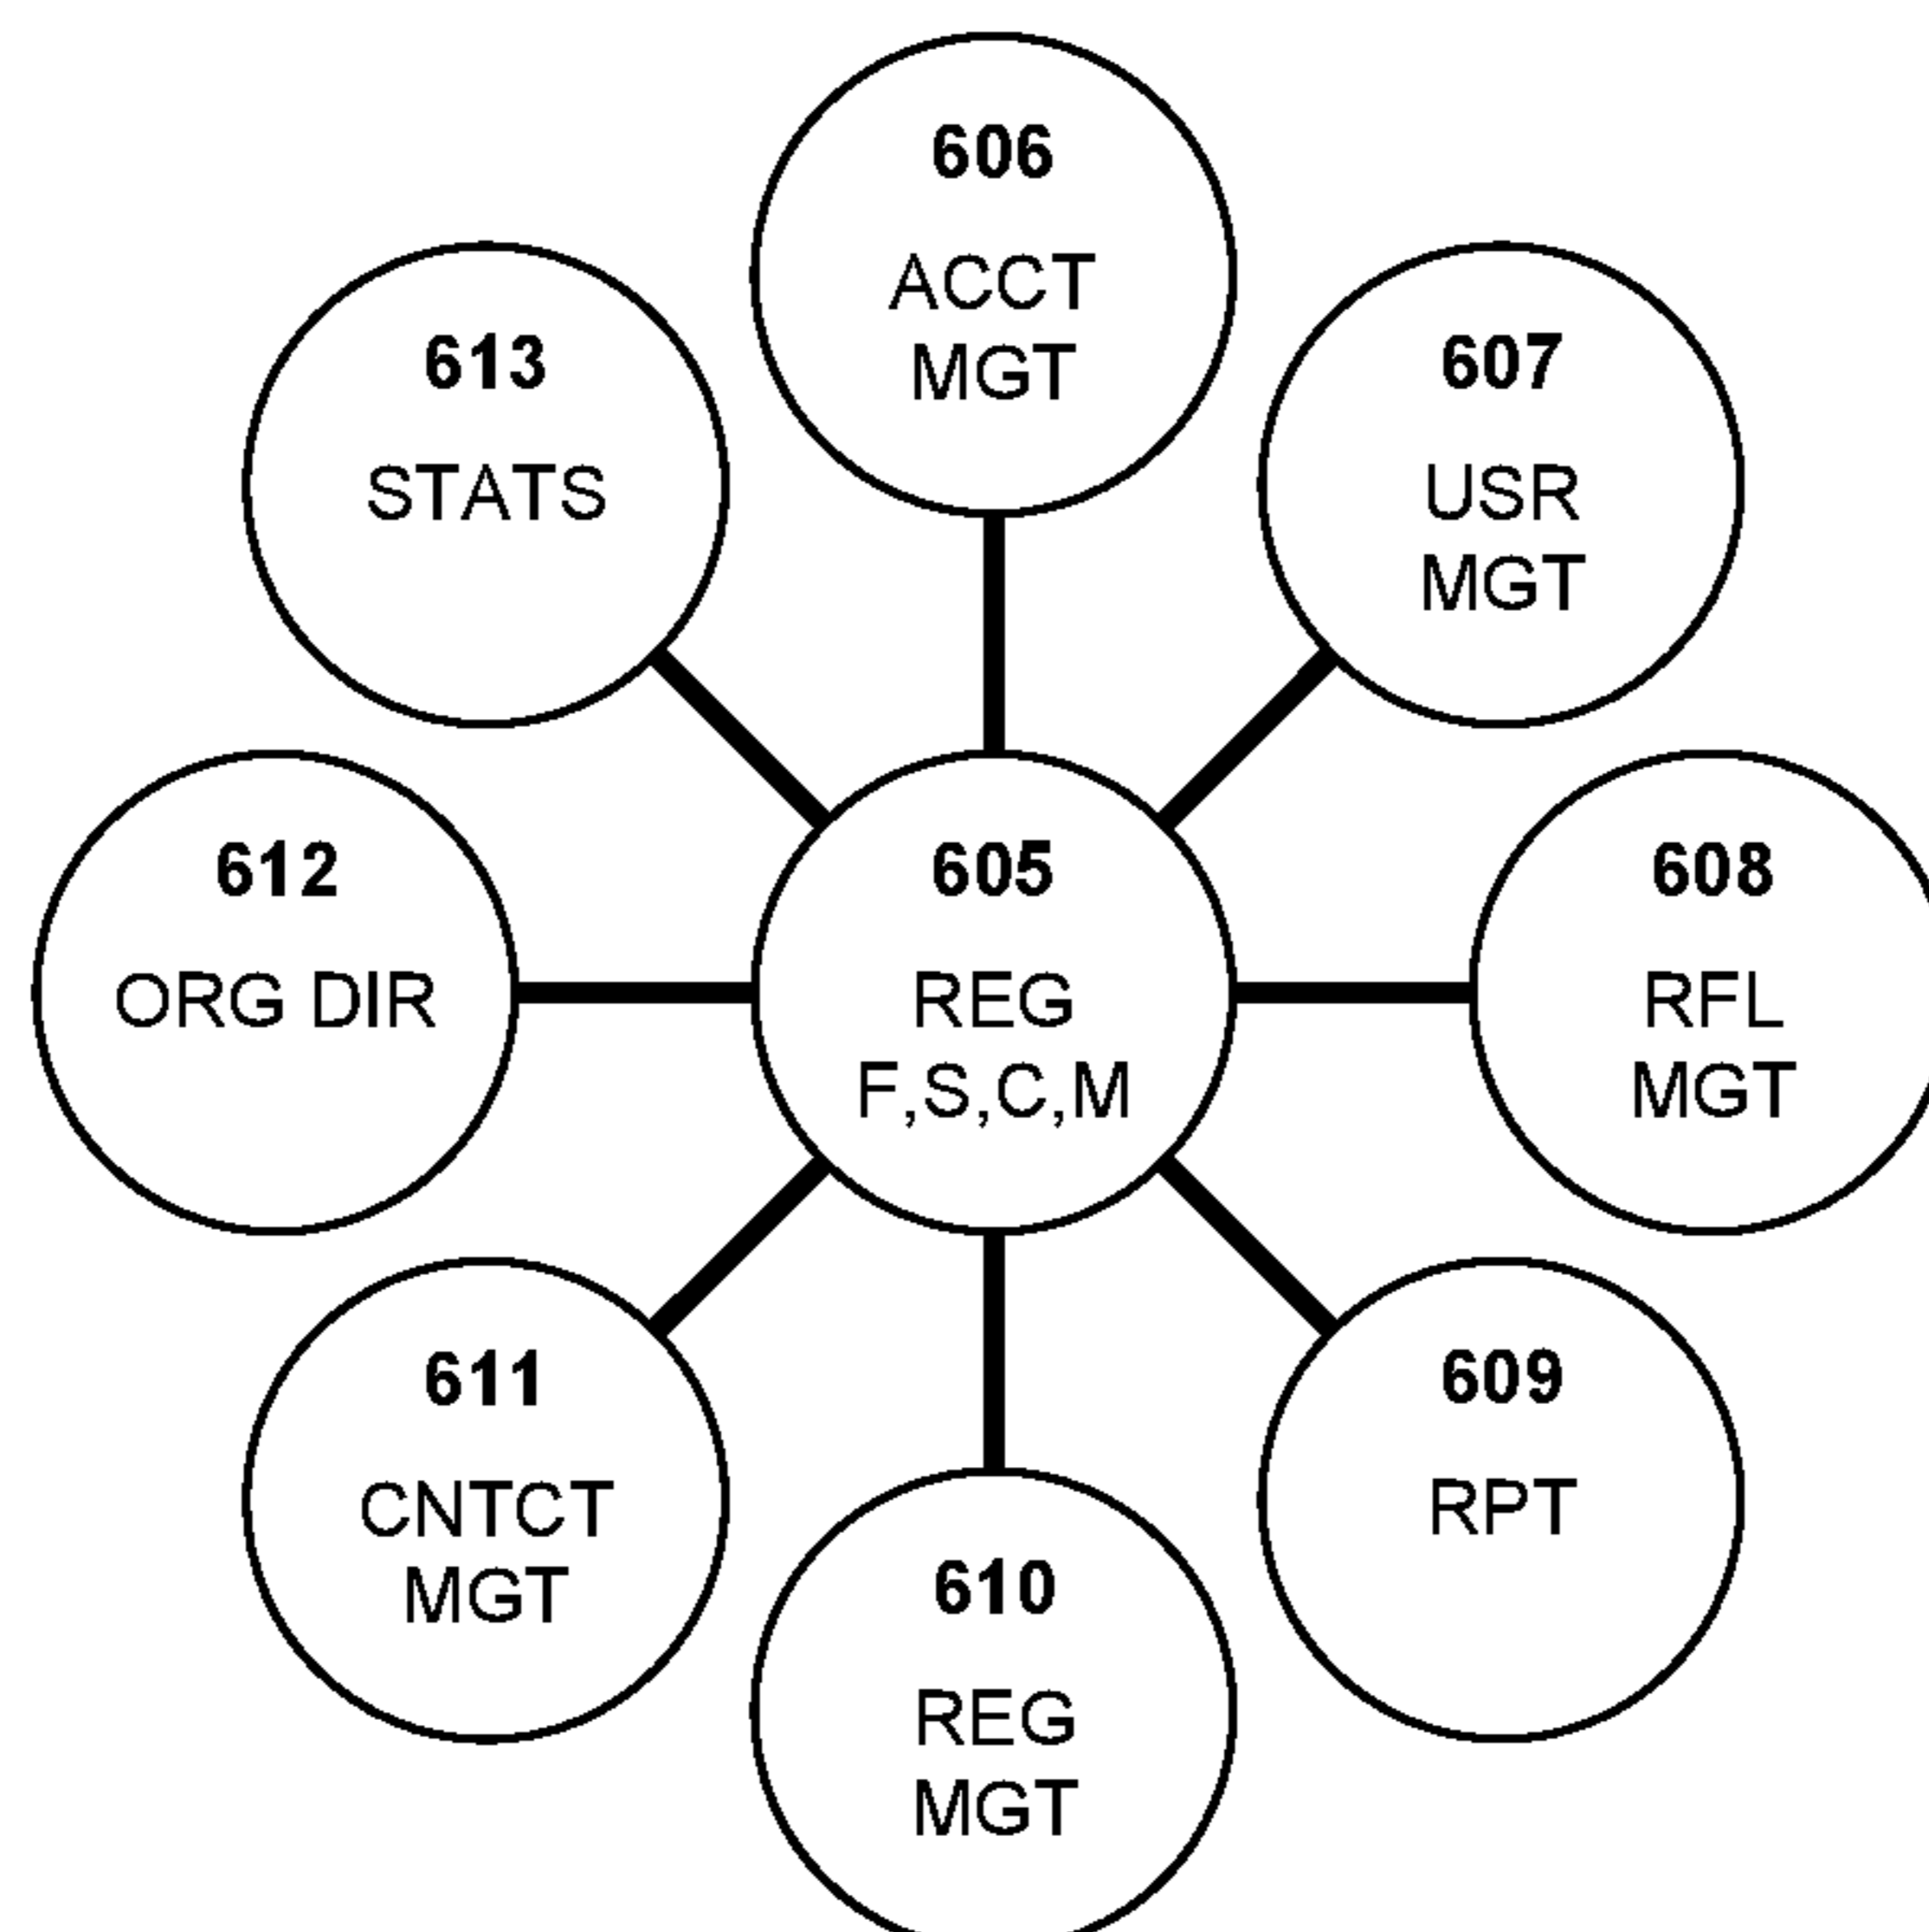 606
ACCT
MGT
613
STATS
607
USR
MGT
612
ORG DIR
605
REG
F,S,C,M
608
RFL
MGT
611
CNTCT
MGT
609
RPT
610
REG
MGT